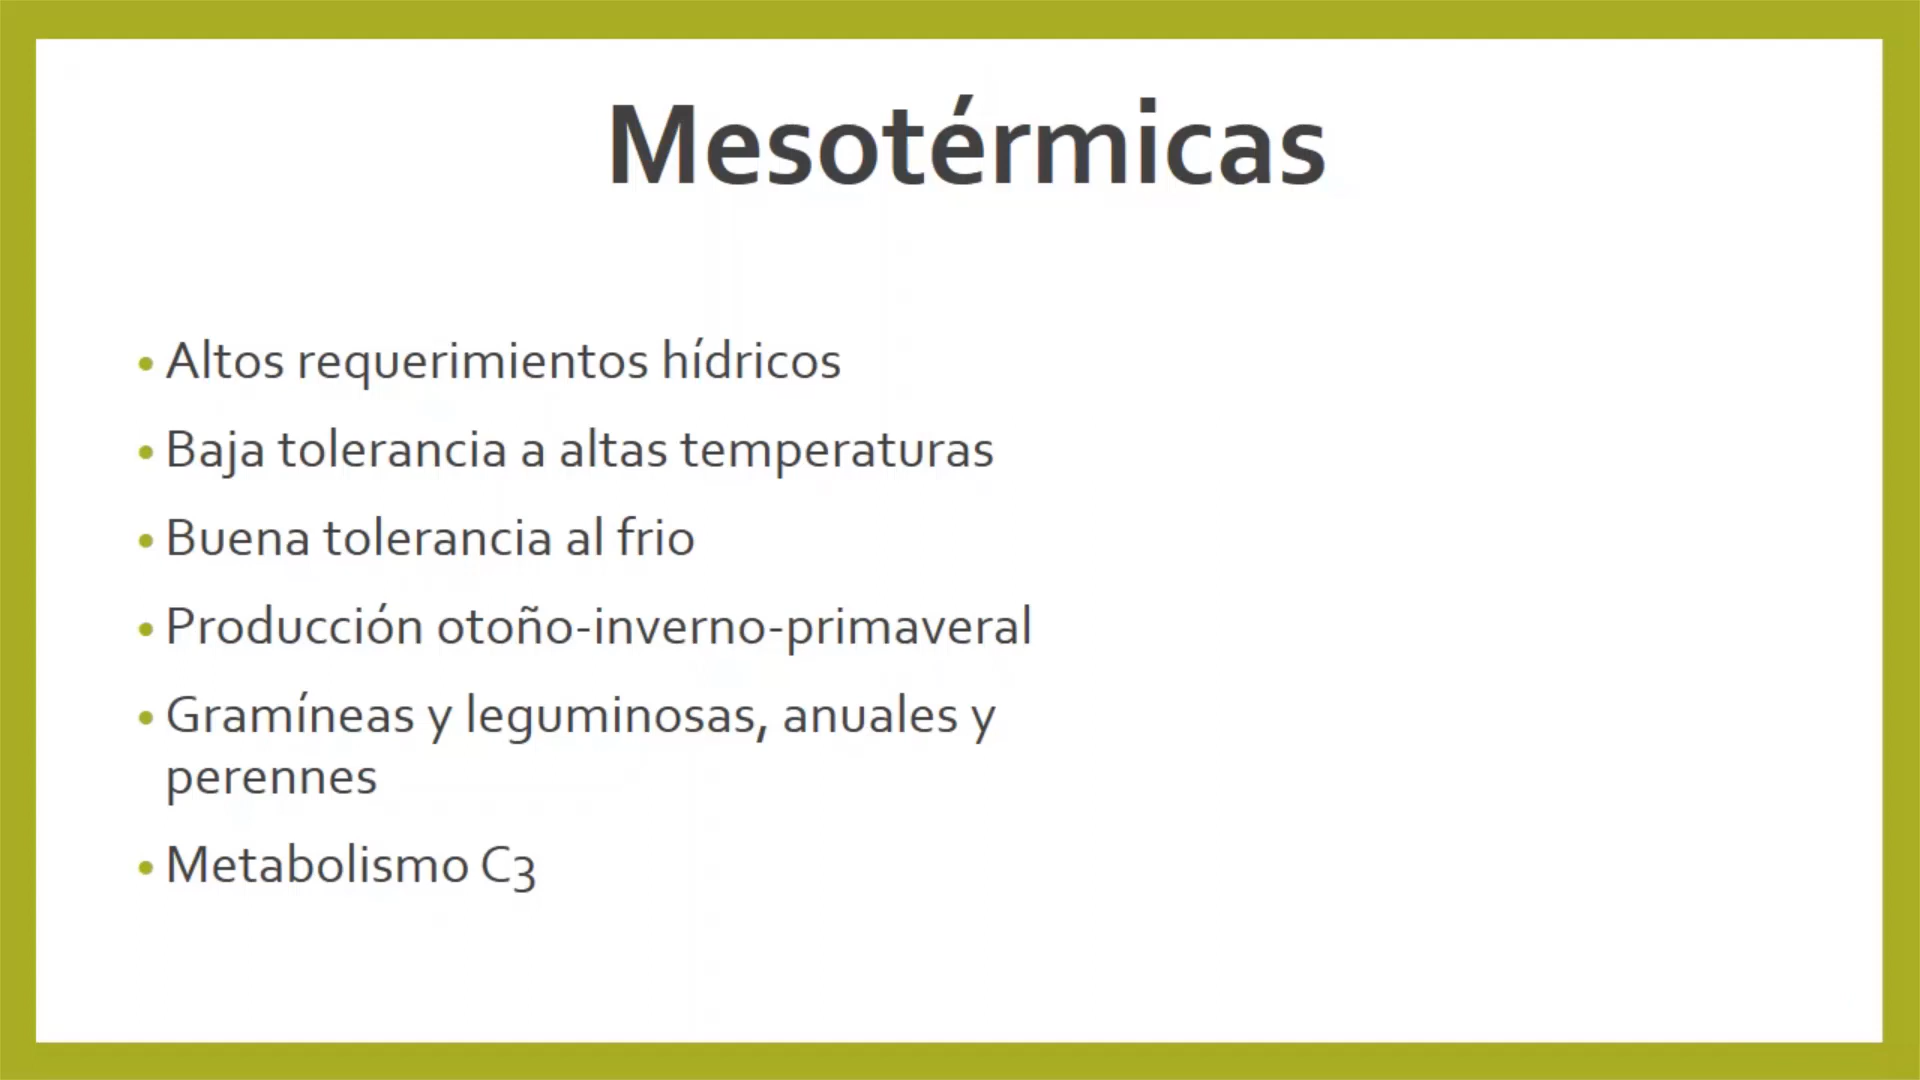 Mesotérmicas
• Altos requerimientos hídricos
• Baja tolerancia a altas temperaturas
• Buena tolerancia al frio
• Producción otoño-inverno-primaveral
• Gramíneas y leguminosas, anuales y
perennes
• Metabolismo C3